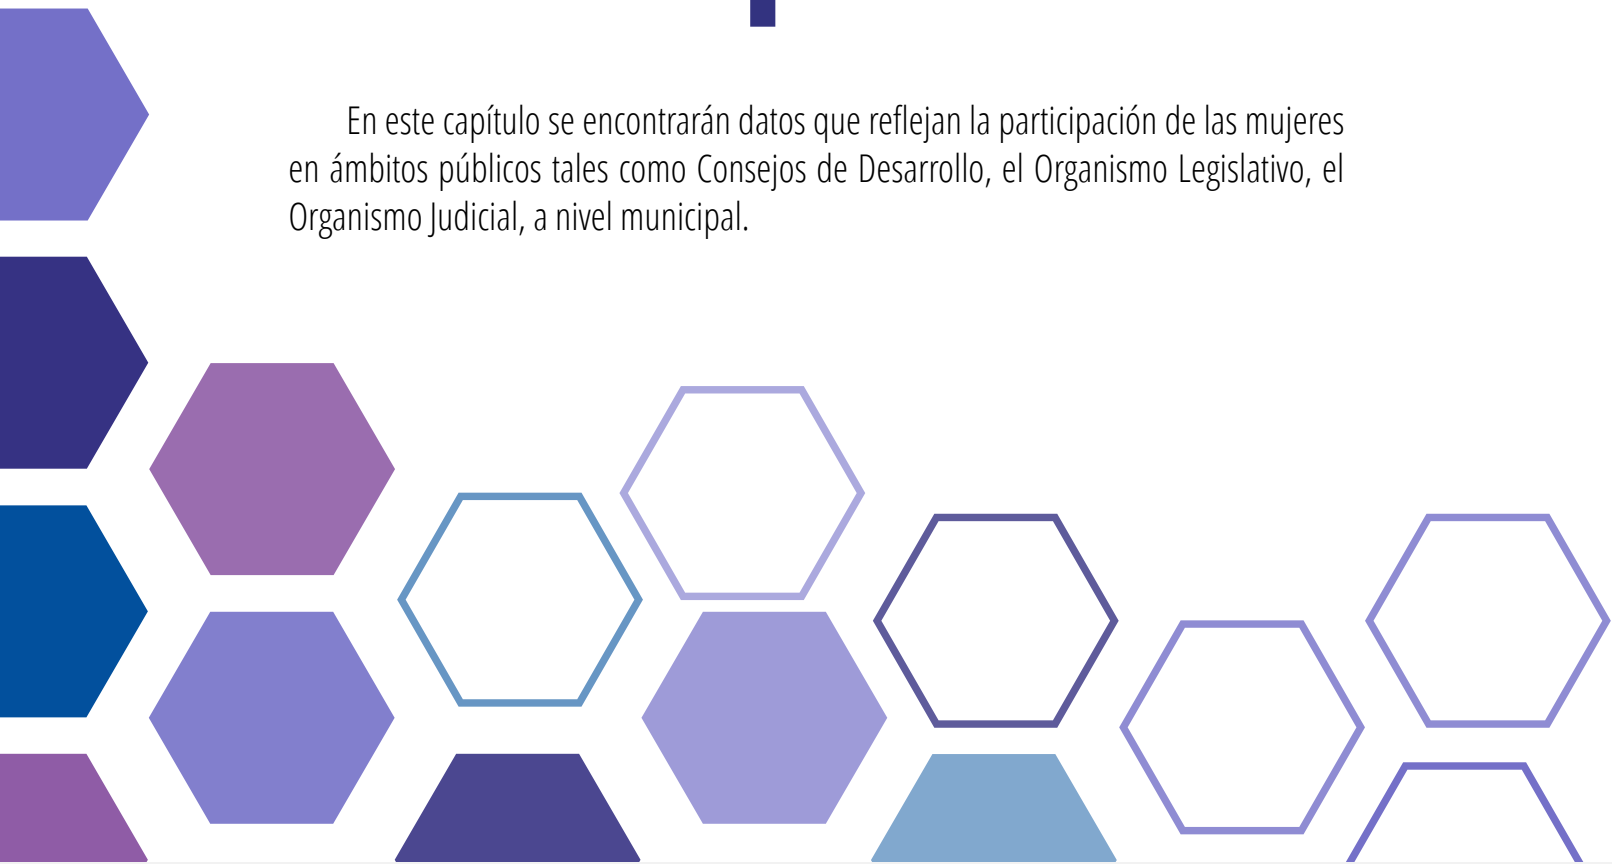 En este capítulo se encontrarán datos que reflejan la participación de las mujeres
en ámbitos públicos tales como Consejos de Desarrollo, el Organismo Legislativo, el
Organismo Judicial, a nivel municipal.